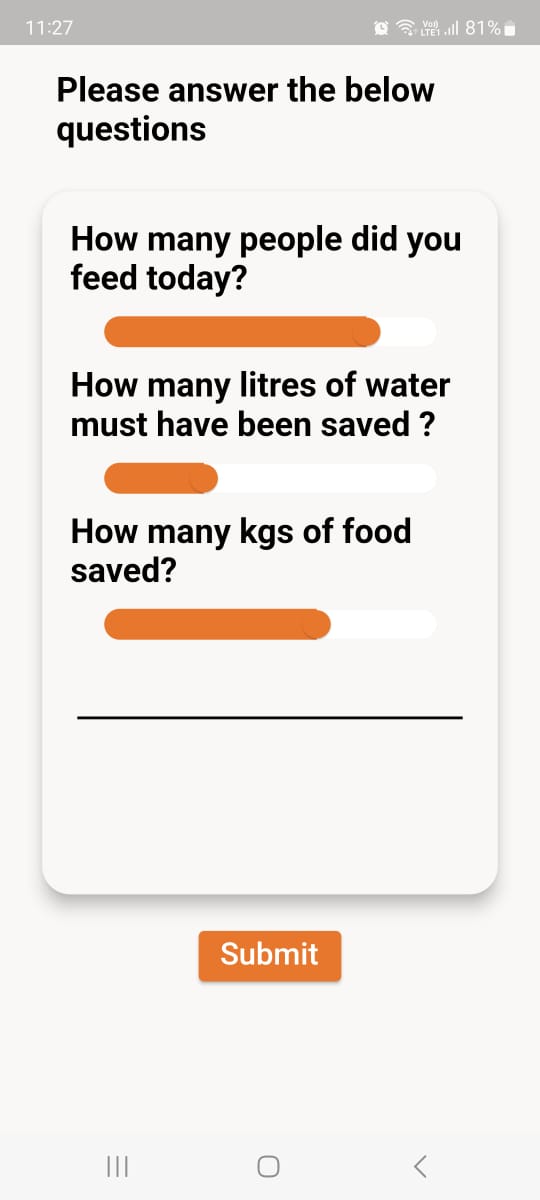 11:27
Vo)) LTE1 81%
Please answer the below
questions
How many people did you
feed today?
How many litres of water
must have been saved ?
How many kgs of food
saved?
Submit